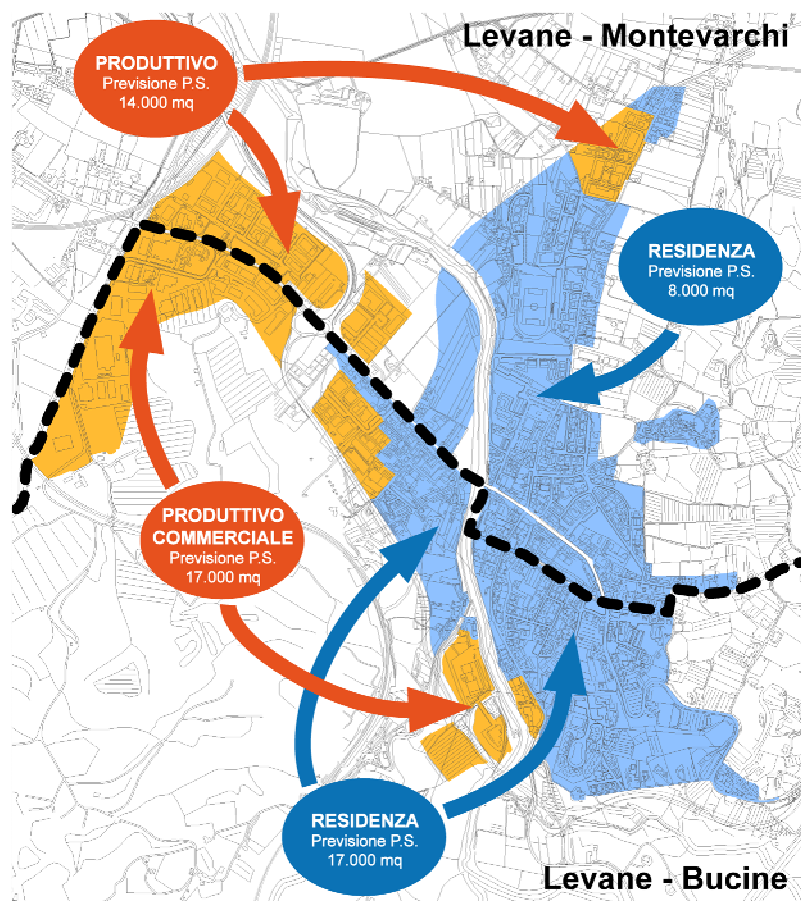 Levane - Montevarchi
PRODUTTIVO
Previsione P.S.
14.000 mq
RESIDENZA
Previsione P.S.
8.000 mq
PRODUTTIVO
COMMERCIALE
Previsione P.S.
17.000 mq
RESIDENZA
Previsione P.S.
17.000 mq
Levane - Bucine